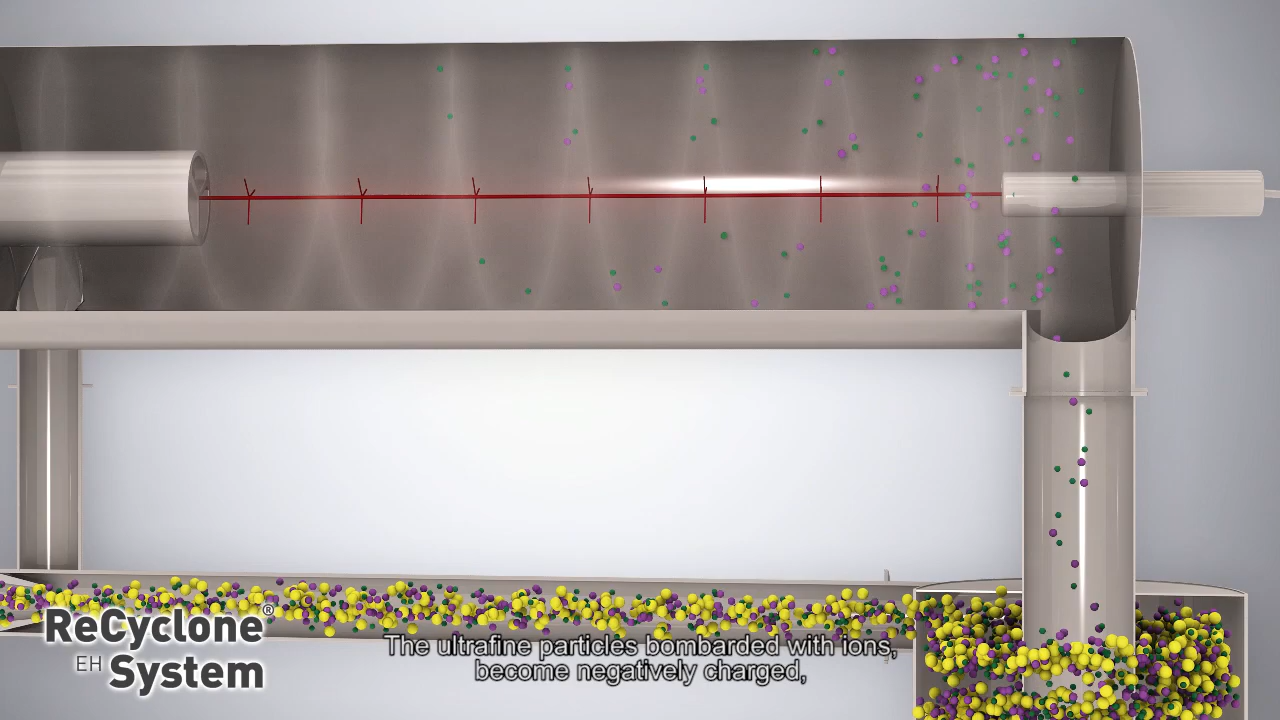 ReCyclone®
EH System
The ultrafine particles bombarded with ions,
become negatively charged,